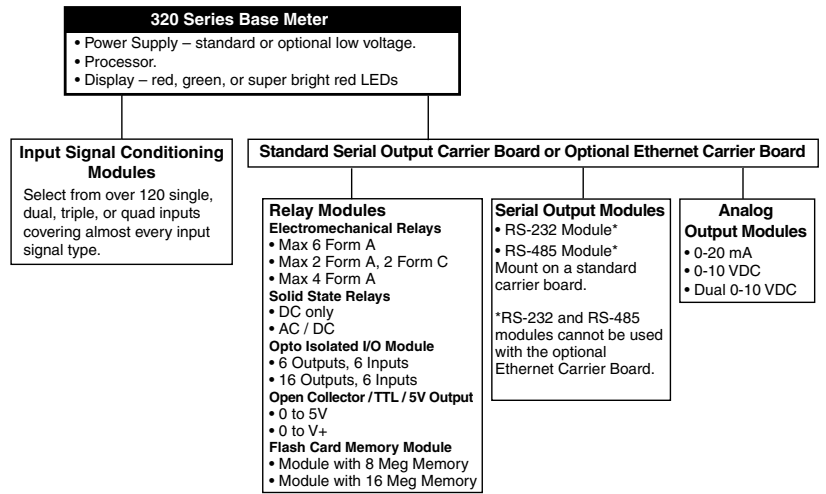 320 Series Base Meter
• Power Supply – standard or optional low voltage.
• Processor.
• Display – red, green, or super bright red LEDs
Input Signal Conditioning
Modules
Select from over 120 single,
dual, triple, or quad inputs
covering almost every input
signal type.
Standard Serial Output Carrier Board or Optional Ethernet Carrier Board
Relay Modules
Electromechanical Relays
• Max 6 Form A
• Max 2 Form A, 2 Form C
• Max 4 Form A
Solid State Relays
• DC only
• AC / DC
Opto Isolated I/O Module
• 6 Outputs, 6 Inputs
• 16 Outputs, 6 Inputs
Open Collector / TTL / 5V Output
• 0 to 5V
• 0 to V+
Flash Card Memory Module
• Module with 8 Meg Memory
• Module with 16 Meg Memory
Serial Output Modules
• RS-232 Module*
• RS-485 Module*
Mount on a standard
carrier board.
*RS-232 and RS-485
modules cannot be used
with the optional
Ethernet Carrier Board.
Analog
Output Modules
• 0-20 mA
• 0-10 VDC
• Dual 0-10 VDC